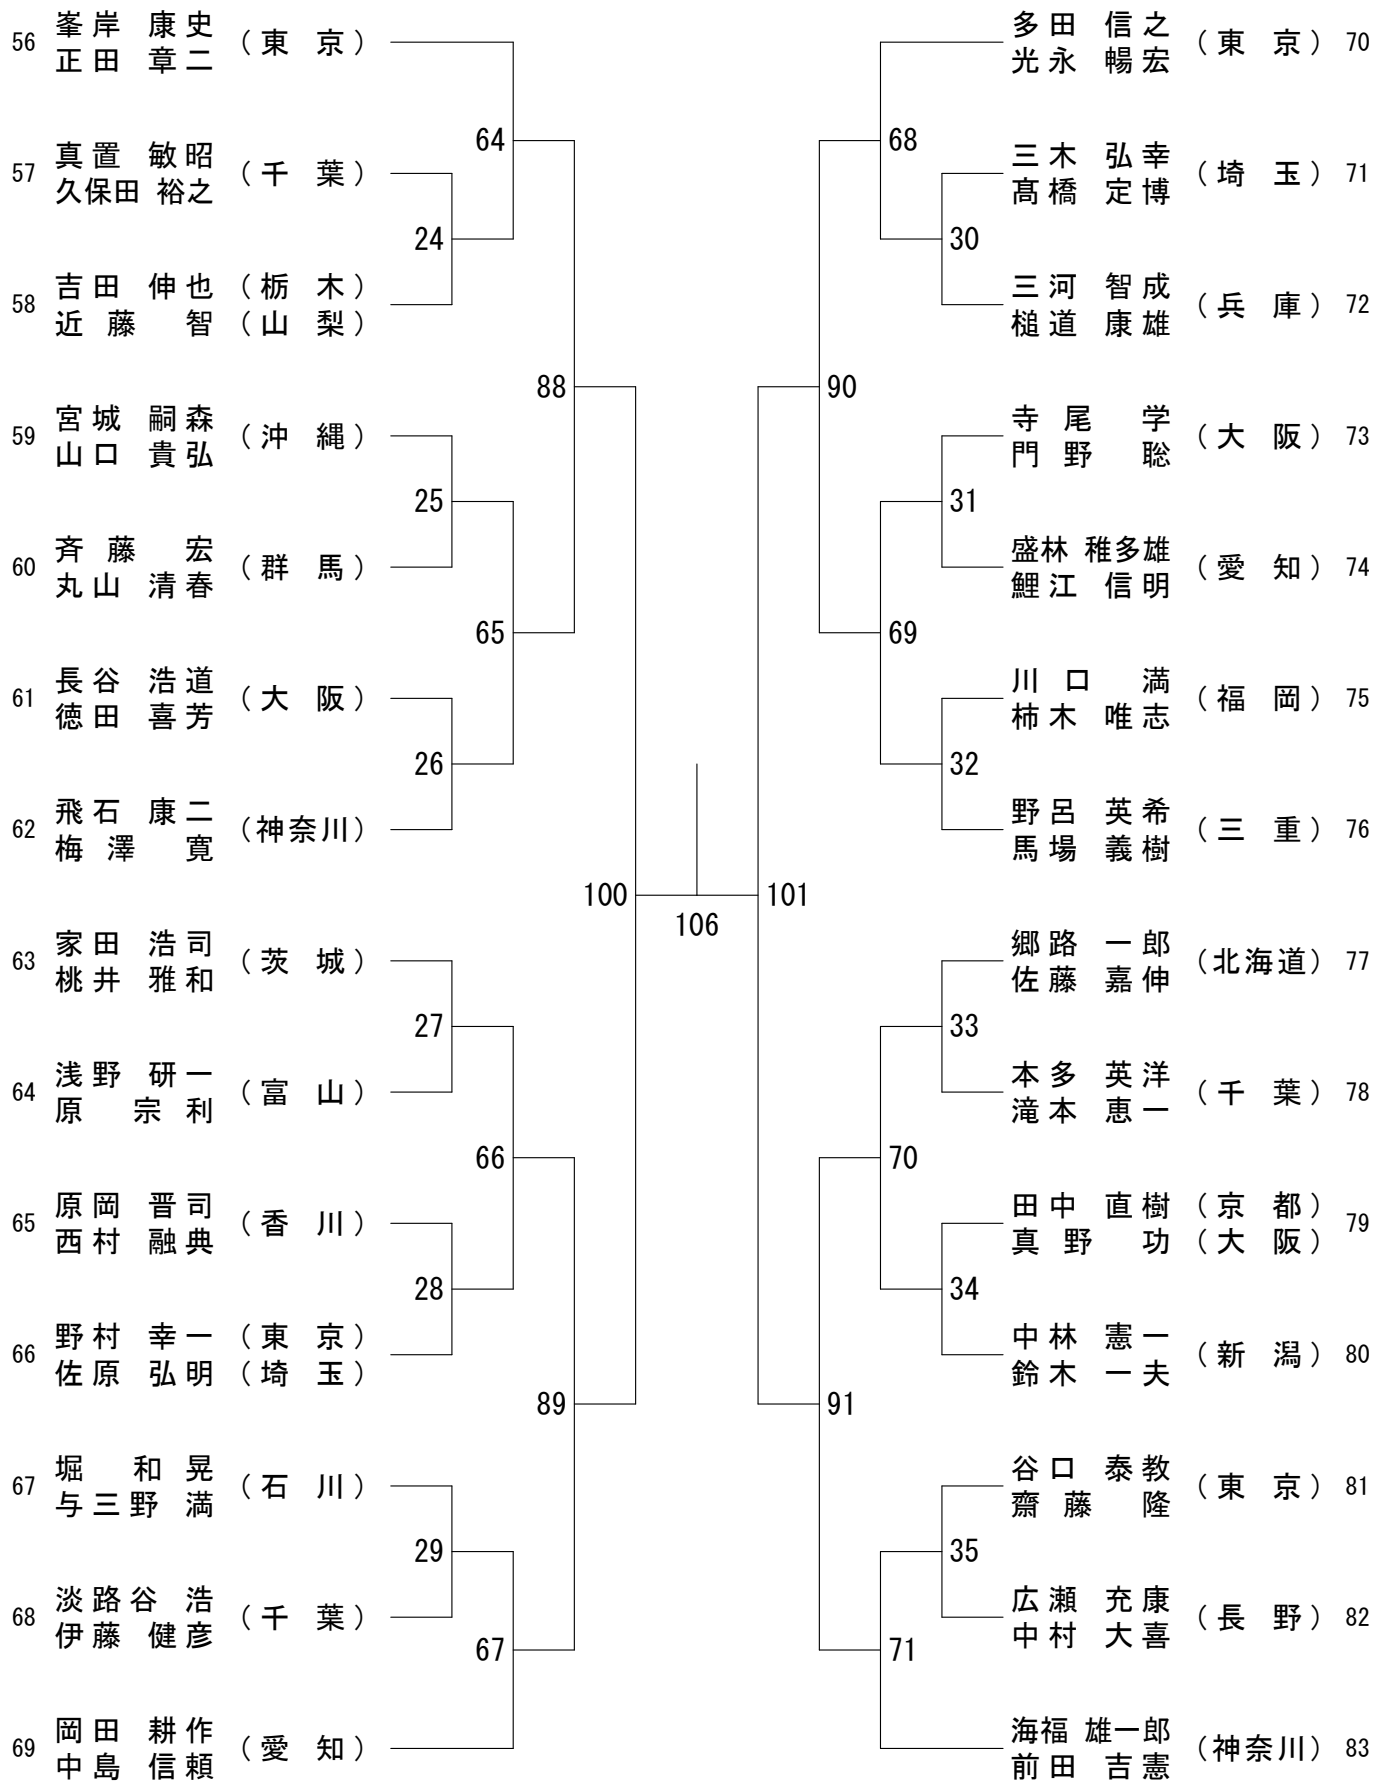 56 峯岸 康史 (東 京)
正田 章二
57 真置 敏昭 (千 葉)
久保田 裕之
58 吉田 伸也 (栃 木)
近藤 智 (山 梨)
59 宮城 嗣森 (沖 縄)
山口 貴弘
60 斉藤 宏 (群 馬)
丸山 清春
61 長谷 浩道 (大 阪)
徳田 喜芳
62 飛石 康二 (神奈川)
梅澤 寛
63 家田 浩司 (茨 城)
桃井 雅和
64 浅野 研一 (富 山)
原 宗利
65 原岡 晋司 (香 川)
西村 融典
66 野村 幸一 (東 京)
佐原 弘明 (埼 玉)
67 堀 和晃 (石 川)
与三野 満
68 淡路谷 浩 (千 葉)
伊藤 健彦
69 岡田 耕作 (愛 知)
中島 信頼
64
24
88
25
65
26
100
27
66
28
89
29
67
106
多田 信之 (東 京) 70
光永 暢宏
三木 弘幸 (埼 玉) 71
髙橋 定博
三河 智成 (兵 庫) 72
槌道 康雄
寺尾 学 (大 阪) 73
門野 聡
盛林 稚多雄 (愛 知) 74
鯉江 信明
川口 満 (福 岡) 75
柿木 唯志
野呂 英希 (三 重) 76
馬場 義樹
郷路 一郎 (北海道) 77
佐藤 嘉伸
本多 英洋 (千 葉) 78
滝本 恵一
田中 直樹 (京 都) 79
真野 功 (大 阪)
中林 憲一 (新 潟) 80
鈴木 一夫
谷口 泰教 (東 京) 81
齋藤 隆
広瀬 充康 (長 野) 82
中村 大喜
海福 雄一郎 (神奈川) 83
前田 吉憲
68
30
90
31
69
32
101
33
70
34
91
35
71